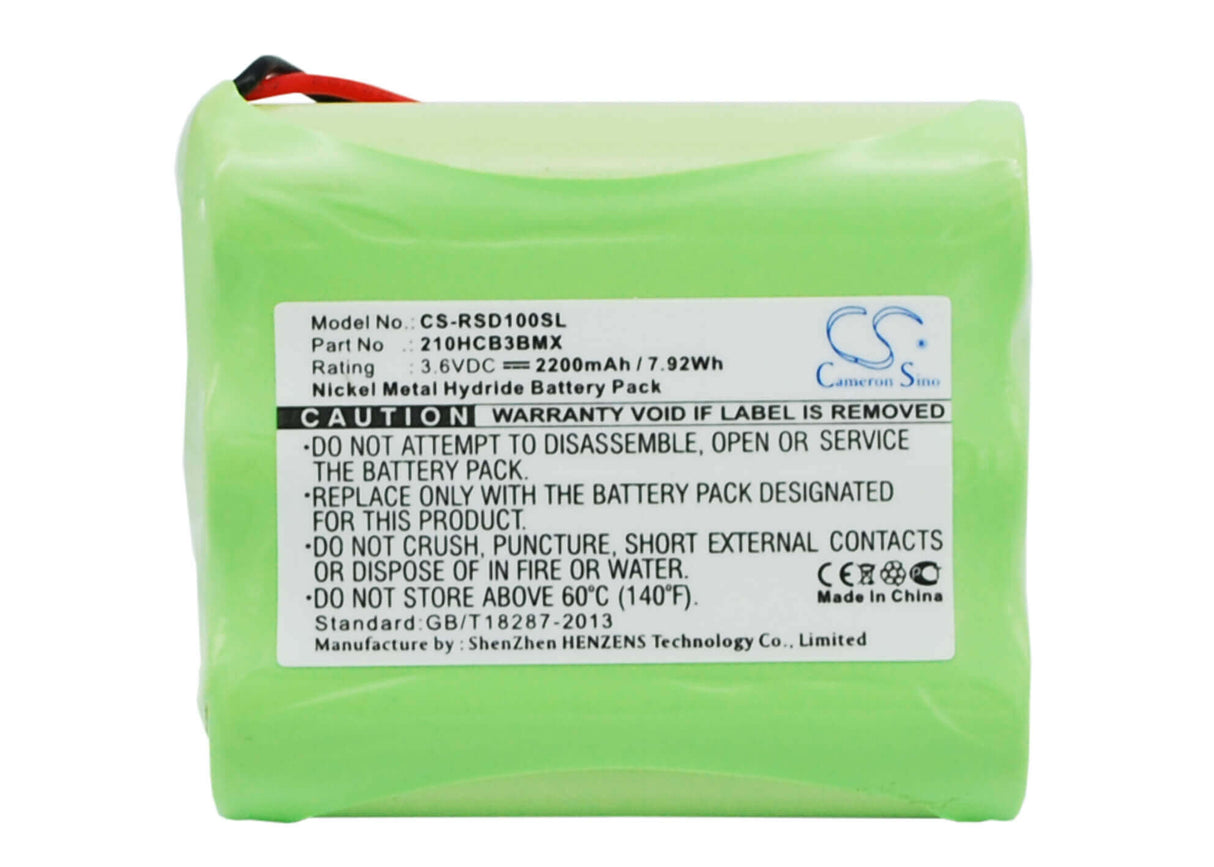 Model No.: CS-RSD100SL
Part No .: 210HCB3BMX
Rating : 3.6VDC ⎓ 2200mAh / 7.92Wh
Nickel Metal Hydride Battery Pack
CS
Cameron Sino
CAUTION WARRANTY VOID IF LABEL IS REMOVED
·DO NOT ATTEMPT TO DISASSEMBLE, OPEN OR SERVICE
THE BATTERY PACK.
·REPLACE ONLY WITH THE BATTERY PACK DESIGNATED
FOR THIS PRODUCT.
·DO NOT CRUSH, PUNCTURE, SHORT EXTERNAL CONTACTS
OR DISPOSE OF IN FIRE OR WATER.
·DO NOT STORE ABOVE 60°C (140°F).
CE
Made In China
Standard:GB/T18287-2013
Manufacture by : ShenZhen HENZENS Technology Co., Limited